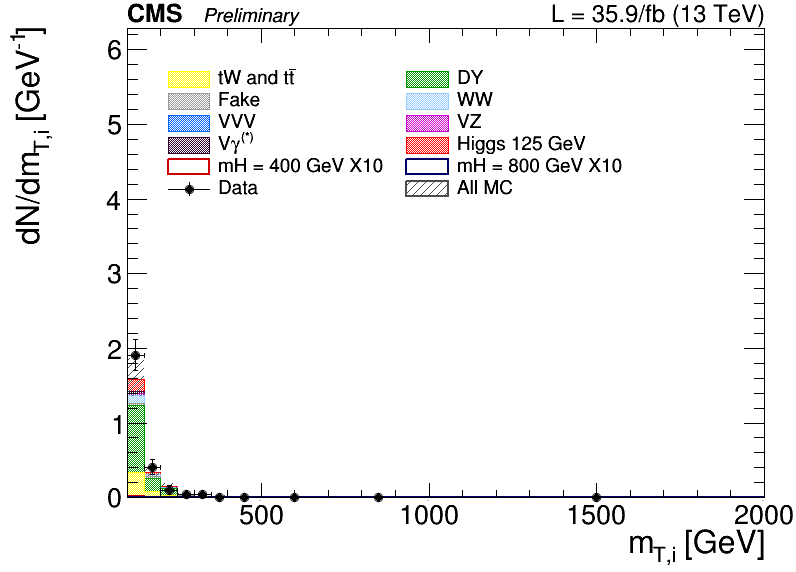 CMS Preliminary L = 35.9/fb (13 TeV)
dN/dm_{T,i} [GeV^{-1}]
6
5
4
3
2
1
0
tW and tt̄ DY
Fake WW
VVV VZ
Vγ^{(*)} Higgs 125 GeV
mH = 400 GeV X10 mH = 800 GeV X10
Data All MC
500 1000 1500 2000
m_{T,i} [GeV]